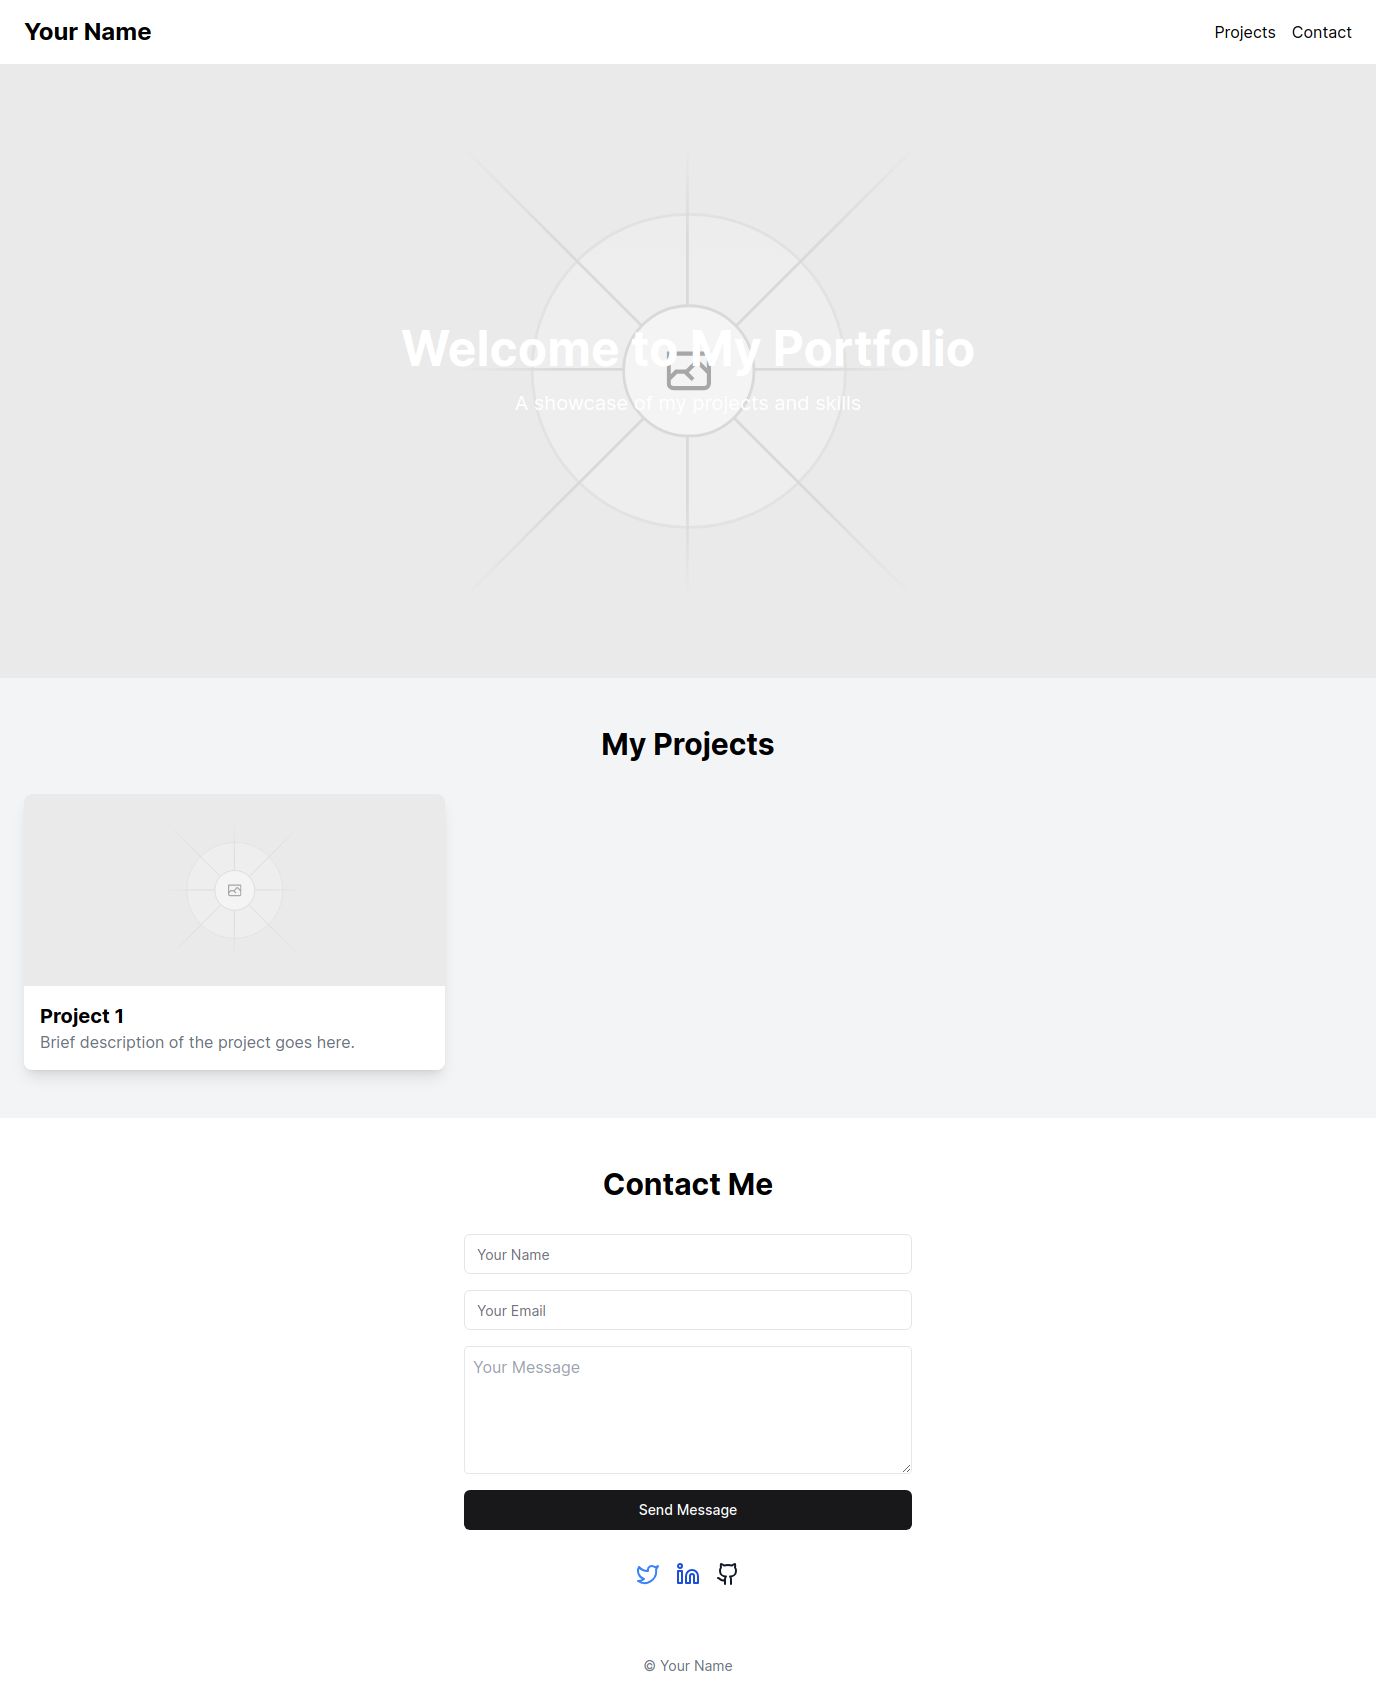 Your Name
Projects Contact
Welcome to My Portfolio
A showcase of my projects and skills
My Projects
Project 1
Brief description of the project goes here.
Contact Me
Your Name
Your Email
Your Message
Send Message
© Your Name